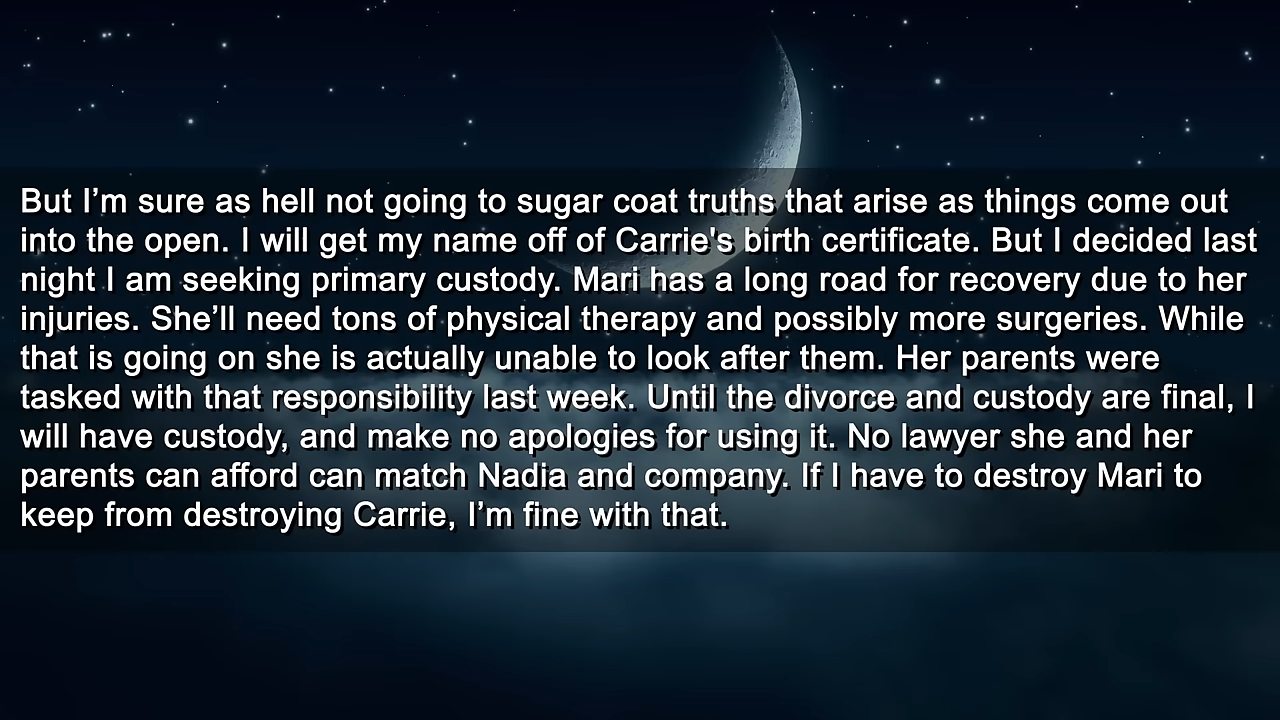 But I’m sure as hell not going to sugar coat truths that arise as things come out
into the open. I will get my name off of Carrie's birth certificate. But I decided last
night I am seeking primary custody. Mari has a long road for recovery due to her
injuries. She’ll need tons of physical therapy and possibly more surgeries. While
that is going on she is actually unable to look after them. Her parents were
tasked with that responsibility last week. Until the divorce and custody are final, I
will have custody, and make no apologies for using it. No lawyer she and her
parents can afford can match Nadia and company. If I have to destroy Mari to
keep from destroying Carrie, I’m fine with that.